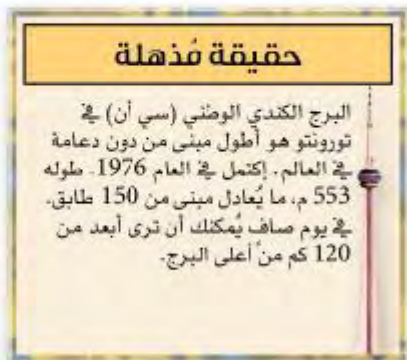 حقيقة مُذهلة
البرج الكندي الوطني (سي أن) في
تورونتو هو أطول مبنى من دون دعامة
في العالم. إكتمل في العام 1976. طوله
553 م، ما يُعادل مبنى من 150 طابق.
في يوم صاف يُمكنك أن ترى أبعد من
120 كم من أعلى البرج.